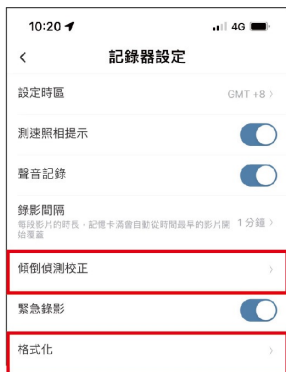 10:20
4G
記錄器設定
設定時區
GMT +8
測速照相提示
聲音記錄
錄影間隔
每段影片的時長、記憶卡滿會自動從時間最早的影片開
始覆蓋
1分鐘
傾倒偵測校正
緊急錄影
格式化